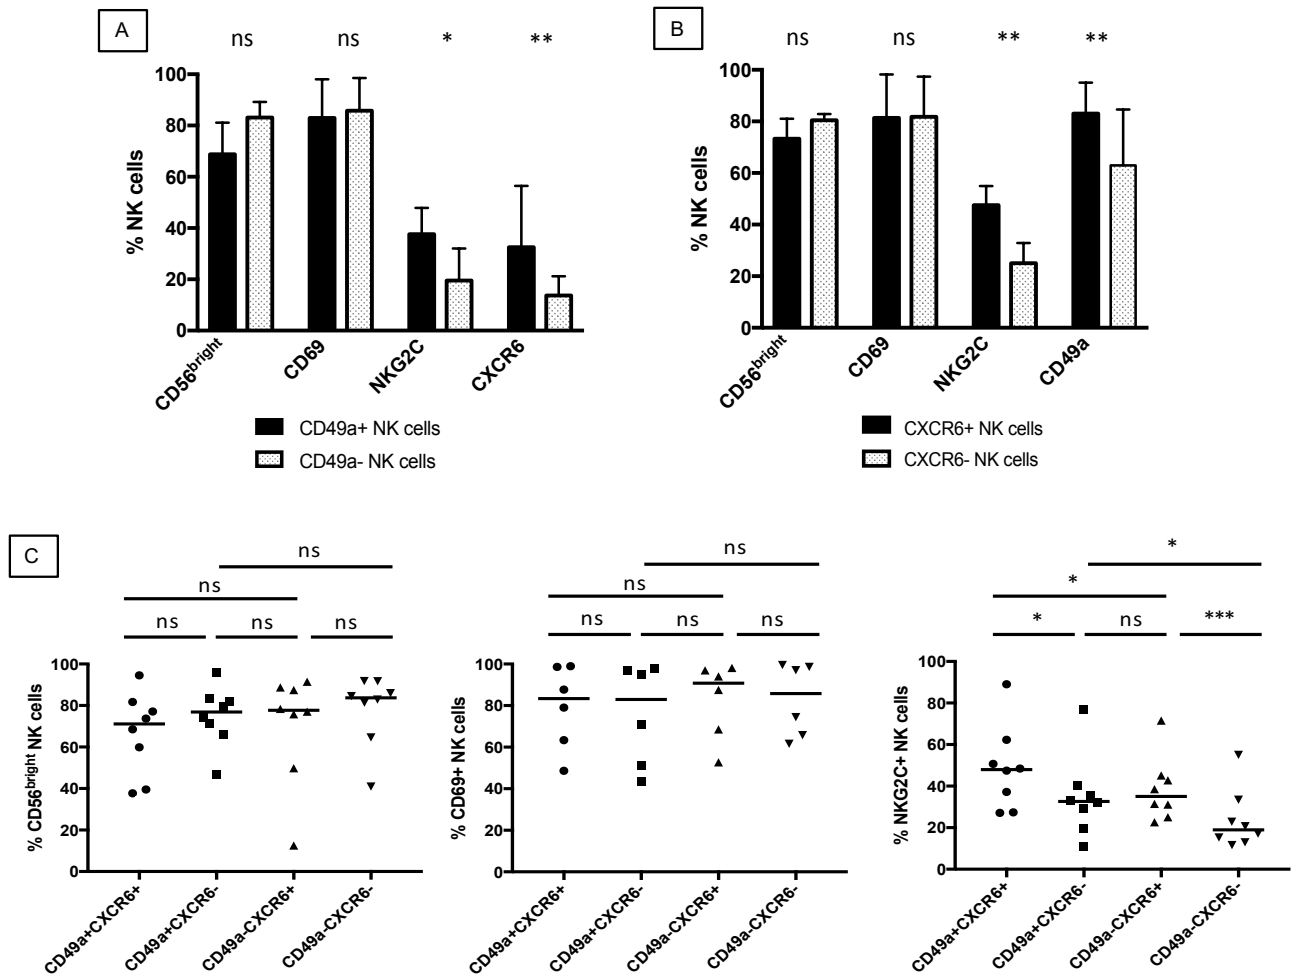 A
ns
ns
*
**
% NK cells
100
80
60
40
20
0
CD56bright
CD69
NKG2C
CXCR6
CD49a+ NK cells
CD49a- NK cells
B
ns
ns
**
**
% NK cells
100
80
60
40
20
0
CD56bright
CD69
NKG2C
CD49a
CXCR6+ NK cells
CXCR6- NK cells
C
ns
ns
ns
ns
ns
% CD56bright NK cells
100
80
60
40
20
0
CD49a+CXCR6+
CD49a+CXCR6-
CD49a-CXCR6+
CD49a-CXCR6-
ns
ns
ns
ns
ns
% CD69+ NK cells
100
80
60
40
20
0
CD49a+CXCR6+
CD49a+CXCR6-
CD49a-CXCR6+
CD49a-CXCR6-
*
*
*
ns
***
% NKG2C+ NK cells
100
80
60
40
20
0
CD49a+CXCR6+
CD49a+CXCR6-
CD49a-CXCR6+
CD49a-CXCR6-